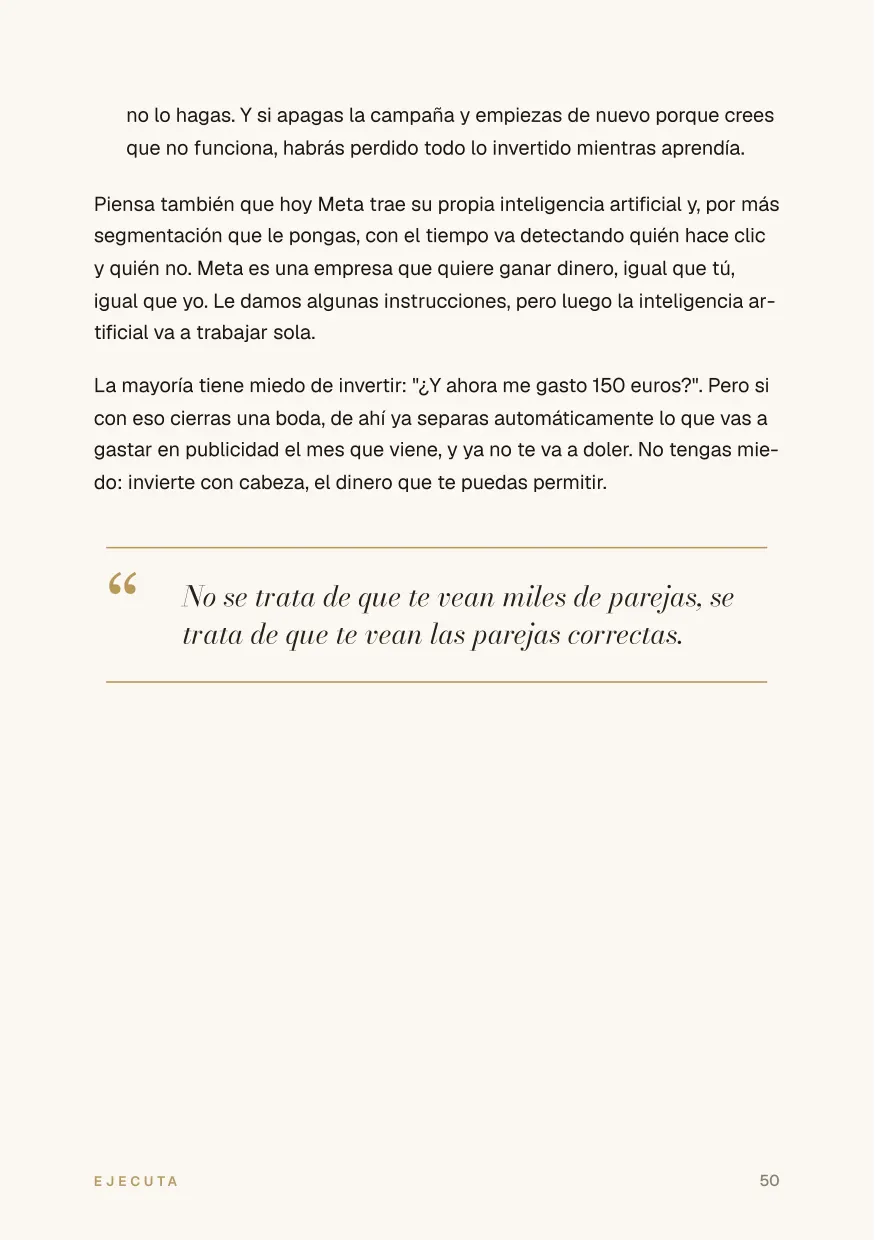 no lo hagas. Y si apagas la campaña y empiezas de nuevo porque crees
que no funciona, habrás perdido todo lo invertido mientras aprendía.
Piensa también que hoy Meta trae su propia inteligencia artificial y, por más
segmentación que le pongas, con el tiempo va detectando quién hace clic
y quién no. Meta es una empresa que quiere ganar dinero, igual que tú,
igual que yo. Le damos algunas instrucciones, pero luego la inteligencia ar-
tificial va a trabajar sola.
La mayoría tiene miedo de invertir: "¿Y ahora me gasto 150 euros?". Pero si
con eso cierras una boda, de ahí ya separas automáticamente lo que vas a
gastar en publicidad el mes que viene, y ya no te va a doler. No tengas mie-
do: invierte con cabeza, el dinero que te puedas permitir.
“ No se trata de que te vean miles de parejas, se
trata de que te vean las parejas correctas.
EJECUTA 50